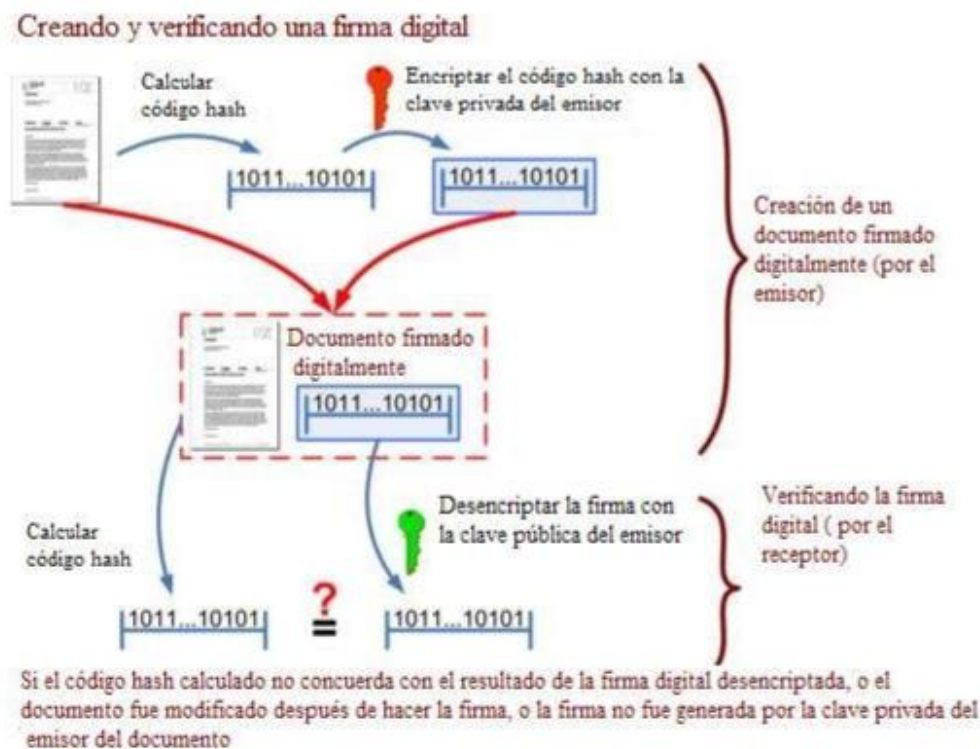 Creando y verificando una firma digital
Calcular
código hash
Encriptar el código hash con la
clave privada del emisor
1011...10101
1011...10101
Creación de un
documento firmado
digitalmente (por el
emisor)
Documento firmado
digitalmente
1011...10101
Calcular
código hash
Desencriptar la firma con
la clave pública del emisor
Verificando la firma
digital ( por el
receptor)
1011...10101
?
=
1011...10101
Si el código hash calculado no concuerda con el resultado de la firma digital desencriptada, o el
documento fue modificado después de hacer la firma, o la firma no fue generada por la clave privada del
emisor del documento